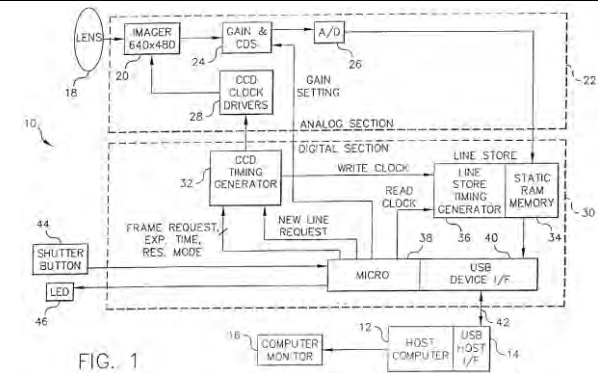 LENS
18
IMAGER
640x480
20
GAIN &
CDS
24
A/D
26
22
CCD
CLOCK
DRIVERS
28
GAIN
SETTING
ANALOG SECTION
10
DIGITAL SECTION
CCD
TIMING
GENERATOR
32
WRITE CLOCK
LINE STORE
LINE
STORE
TIMING
GENERATOR
36
STATIC
RAM
MEMORY
34
30
READ
CLOCK
FRAME REQUEST,
EXP. TIME,
RES. MODE
NEW LINE
REQUEST
38
40
44
SHUTTER
BUTTON
MICRO
USB
DEVICE I/F
LED
46
42
16
COMPUTER
MONITOR
12
HOST
COMPUTER
USB
HOST
I/F
14
FIG. 1